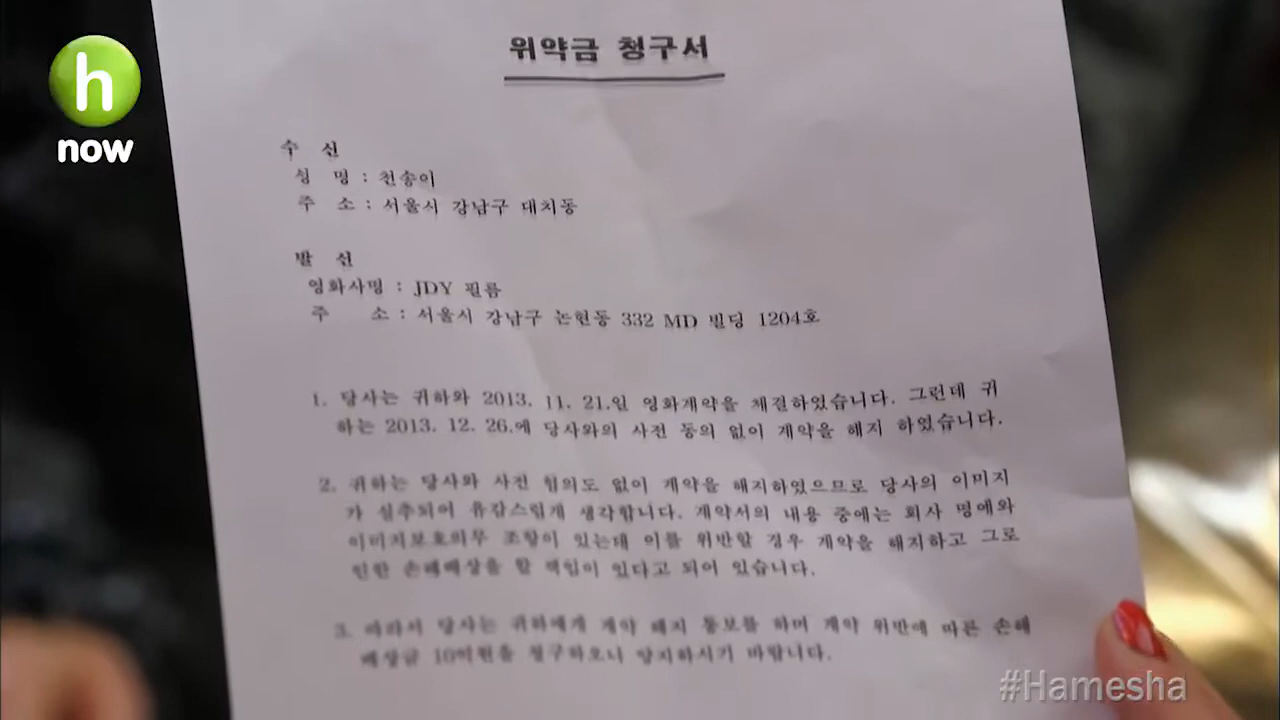 h
now
위약금 청구서
수 신
성 명 : 천송이
주 소 : 서울시 강남구 대치동
발 신
영화사명 : JDY 필름
주 소 : 서울시 강남구 논현동 332 MD 빌딩 1204호
1. 당사는 귀하와 2013. 11. 21.일 영화계약을 체결하였습니다. 그런데 귀
하는 2013. 12. 26.에 당사와의 사전 동의 없이 계약을 해지 하였습니다.
2. 귀하는 당사와 사전 협의도 없이 계약을 해지하였으므로 당사의 이미지
가 실추되어 유감스럽게 생각합니다. 계약서의 내용 중에는 회사 명예와
이미지보호의무 조항이 있는데 이를 위반할 경우 계약을 해지하고 그로
인한 손해배상을 할 책임이 있다고 되어 있습니다.
3. 따라서 당사는 귀하에게 계약 해지 통보를 하며 계약 위반에 따른 손해
배상금 10억원을 청구하오니 양지하시기 바랍니다.
#Hamesha